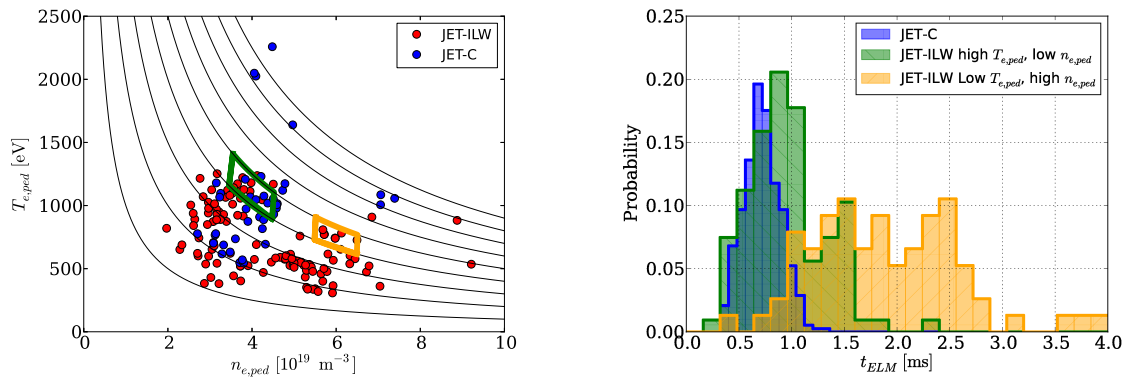 2500
2000
1500
1000
500
0
0 2 4 6 8 10
T_{e,ped} [eV]
n_{e,ped} [10^{19} m^{-3}]
JET-ILW
JET-C
0.25
0.20
0.15
0.10
0.05
0.00
0.0 0.5 1.0 1.5 2.0 2.5 3.0 3.5 4.0
Probability
t_{ELM} [ms]
JET-C
JET-ILW high T_{e,ped}, low n_{e,ped}
JET-ILW Low T_{e,ped}, high n_{e,ped}